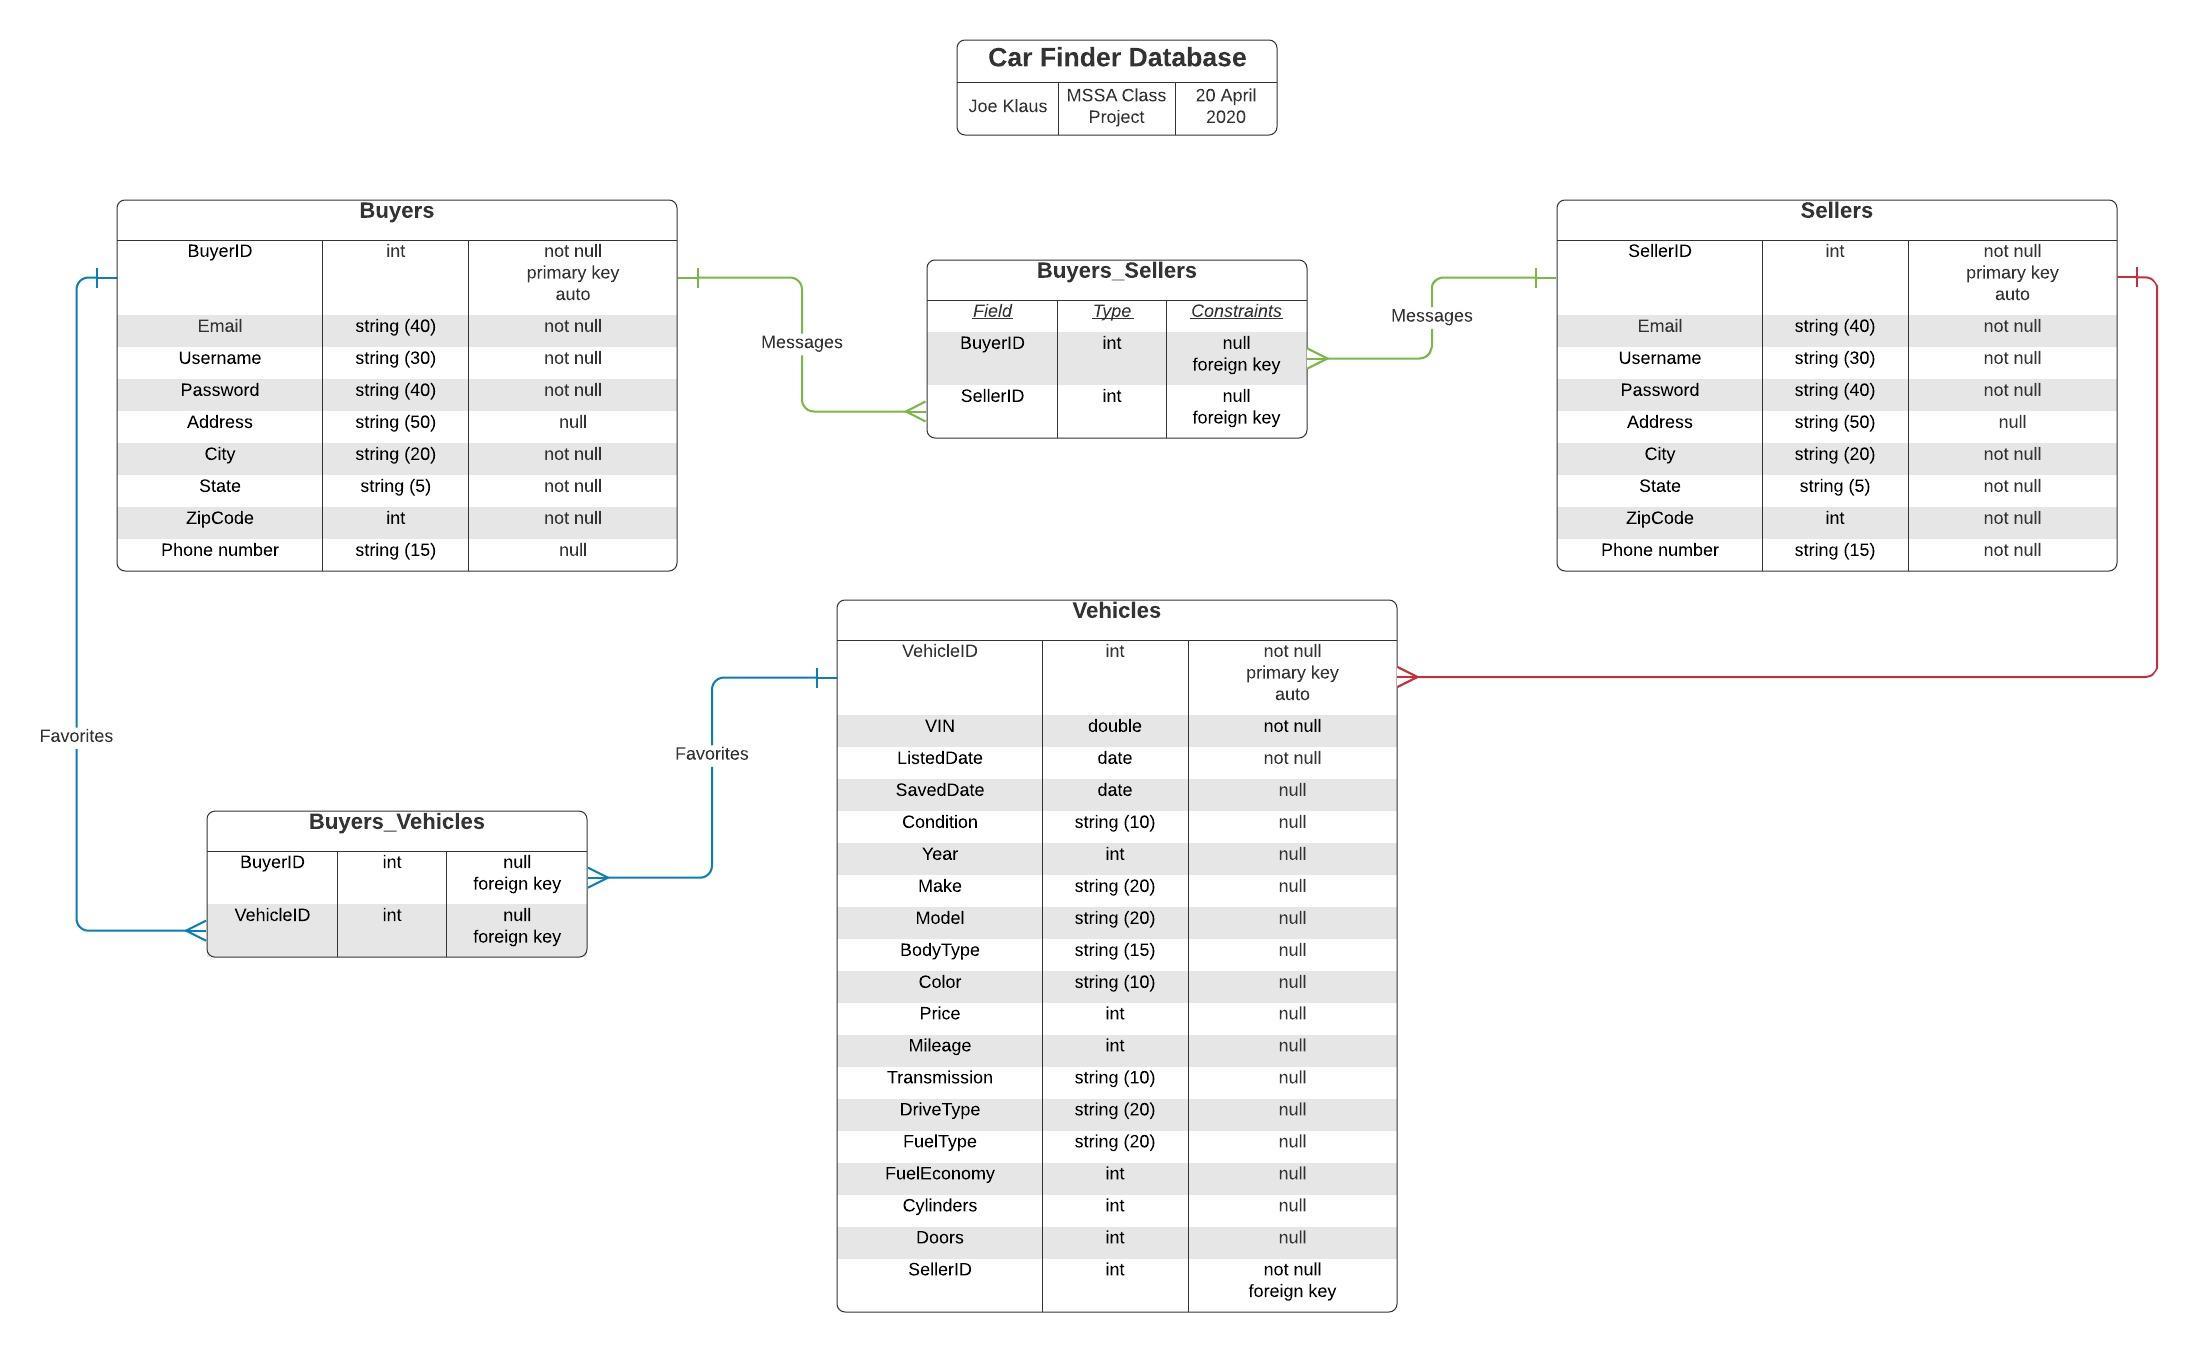 Car Finder Database
Joe Klaus
MSSA Class
Project
20 April
2020
Buyers
BuyerID int not null
primary key
auto
Email string (40) not null
Username string (30) not null
Password string (40) not null
Address string (50) null
City string (20) not null
State string (5) not null
ZipCode int not null
Phone number string (15) null
Messages
Buyers_Sellers
Field Type Constraints
BuyerID int null
foreign key
SellerID int null
foreign key
Messages
Sellers
SellerID int not null
primary key
auto
Email string (40) not null
Username string (30) not null
Password string (40) not null
Address string (50) null
City string (20) not null
State string (5) not null
ZipCode int not null
Phone number string (15) not null
Favorites
Buyers_Vehicles
BuyerID int null
foreign key
VehicleID int null
foreign key
Favorites
Vehicles
VehicleID int not null
primary key
auto
VIN double not null
ListedDate date not null
SavedDate date null
Condition string (10) null
Year int null
Make string (20) null
Model string (20) null
BodyType string (15) null
Color string (10) null
Price int null
Mileage int null
Transmission string (10) null
DriveType string (20) null
FuelType string (20) null
FuelEconomy int null
Cylinders int null
Doors int null
SellerID int not null
foreign key